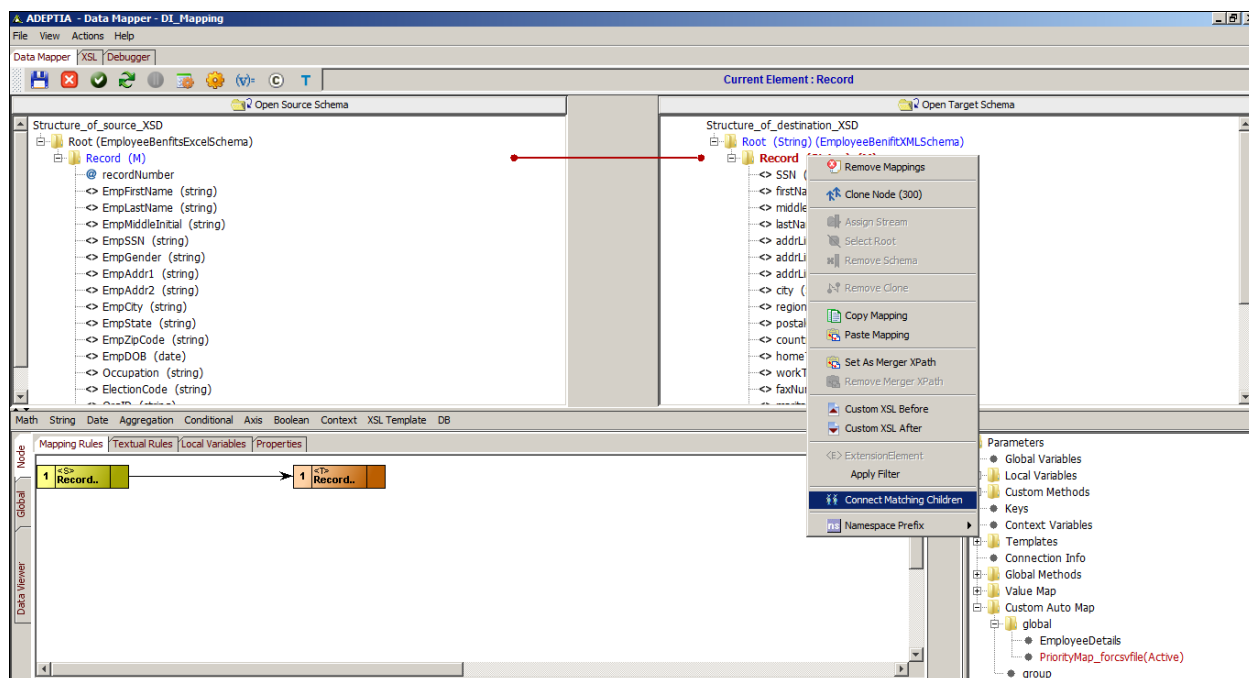 ADEPTIA - Data Mapper - DI_Mapping
File View Actions Help
Data Mapper XSL Debugger
(∀)= C T Current Element : Record
Open Source Schema Open Target Schema
Structure_of_source_XSD
Root (EmployeeBenfitsExcelSchema)
Record (M)
@ recordNumber
<> EmpFirstName (string)
<> EmpLastName (string)
<> EmpMiddleInitial (string)
<> EmpSSN (string)
<> EmpGender (string)
<> EmpAddr1 (string)
<> EmpAddr2 (string)
<> EmpCity (string)
<> EmpState (string)
<> EmpZipCode (string)
<> EmpDOB (date)
<> Occupation (string)
<> ElectionCode (string)
Structure_of_destination_XSD
Root (String) (EmployeeBenifitXMLSchema)
Record
<> SSN (
<> firstNa
<> middle
<> lastNa
<> addrLi
<> addrLi
<> addrLi
<> city (
<> region
<> postal
<> count
<> homeT
<> workT
<> faxNu
Remove Mappings
Clone Node (300)
Assign Stream
Select Root
Remove Schema
Remove Clone
Copy Mapping
Paste Mapping
Set As Merger XPath
Remove Merger XPath
Custom XSL Before
Custom XSL After
<E> ExtensionElement
Apply Filter
Connect Matching Children
ns Namespace Prefix
Math String Date Aggregation Conditional Axis Boolean Context XSL Template DB
Node
Global
Data Viewer
Mapping Rules Textual Rules Local Variables Properties
1 <S> Record.. 1 <T> Record..
Parameters
Global Variables
Local Variables
Custom Methods
Keys
Context Variables
Templates
Connection Info
Global Methods
Value Map
Custom Auto Map
global
EmployeeDetails
PriorityMap_forcsvfile(Active)
group